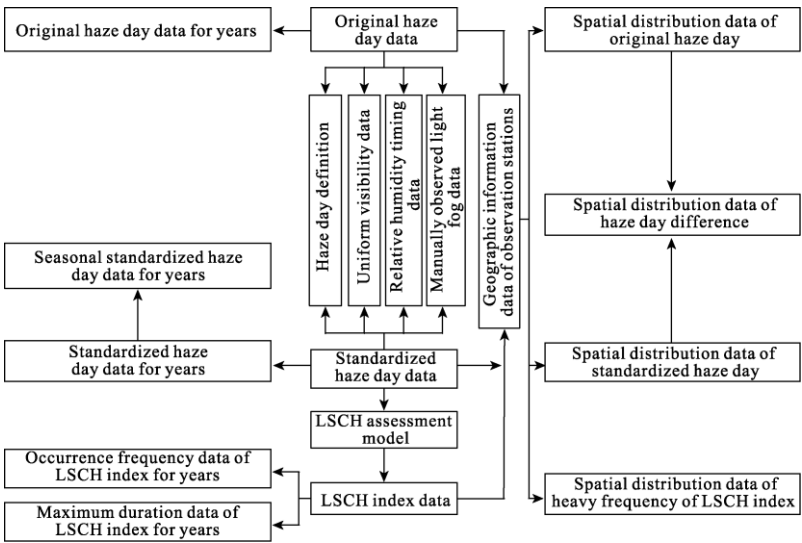 Original haze day data for years
Original haze
day data
Spatial distribution data of
original haze day
Haze day definition
Uniform visibility data
Relative humidity timing
data
Manually observed light
fog data
Geographic information
data of observation stations
Spatial distribution data of
haze day difference
Seasonal standardized haze
day data for years
Standardized haze
day data for years
Standardized
haze day data
Spatial distribution data of
standardized haze day
LSCH assessment
model
Occurrence frequency data of
LSCH index for years
LSCH index data
Spatial distribution data of
heavy frequency of LSCH index
Maximum duration data of
LSCH index for years